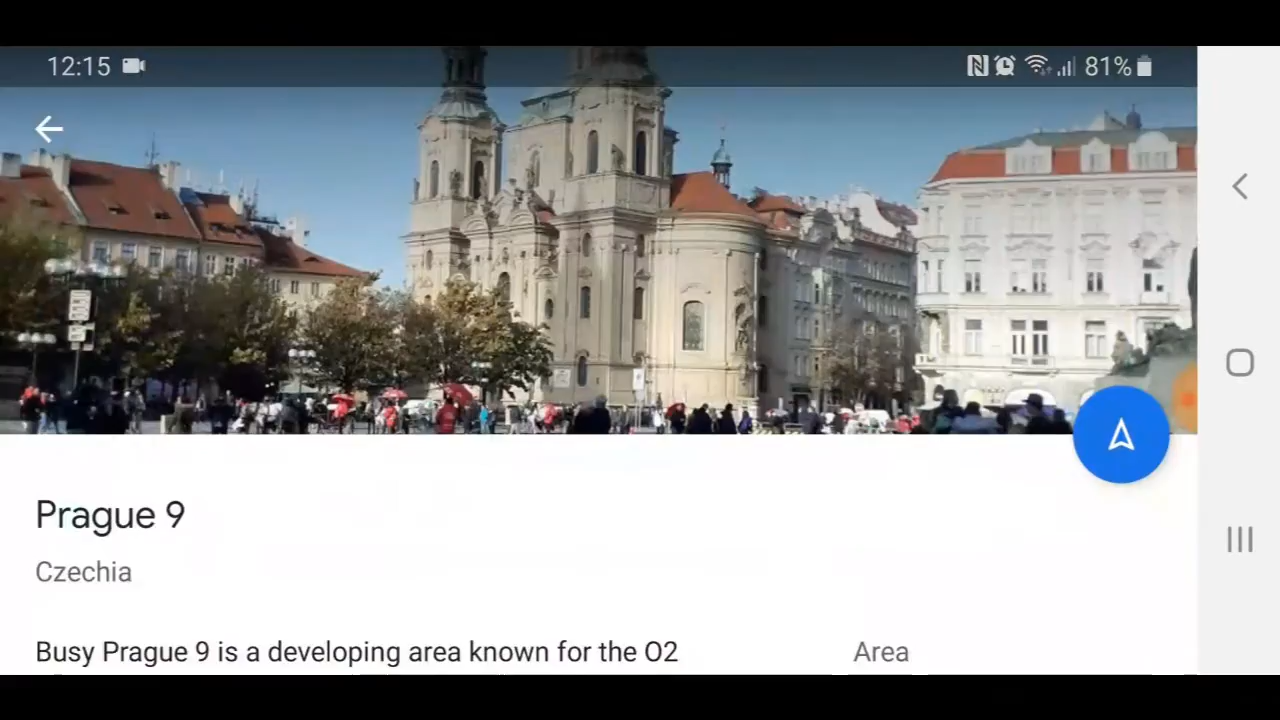 12:15
81%
Prague 9
Czechia
Busy Prague 9 is a developing area known for the O2
Area